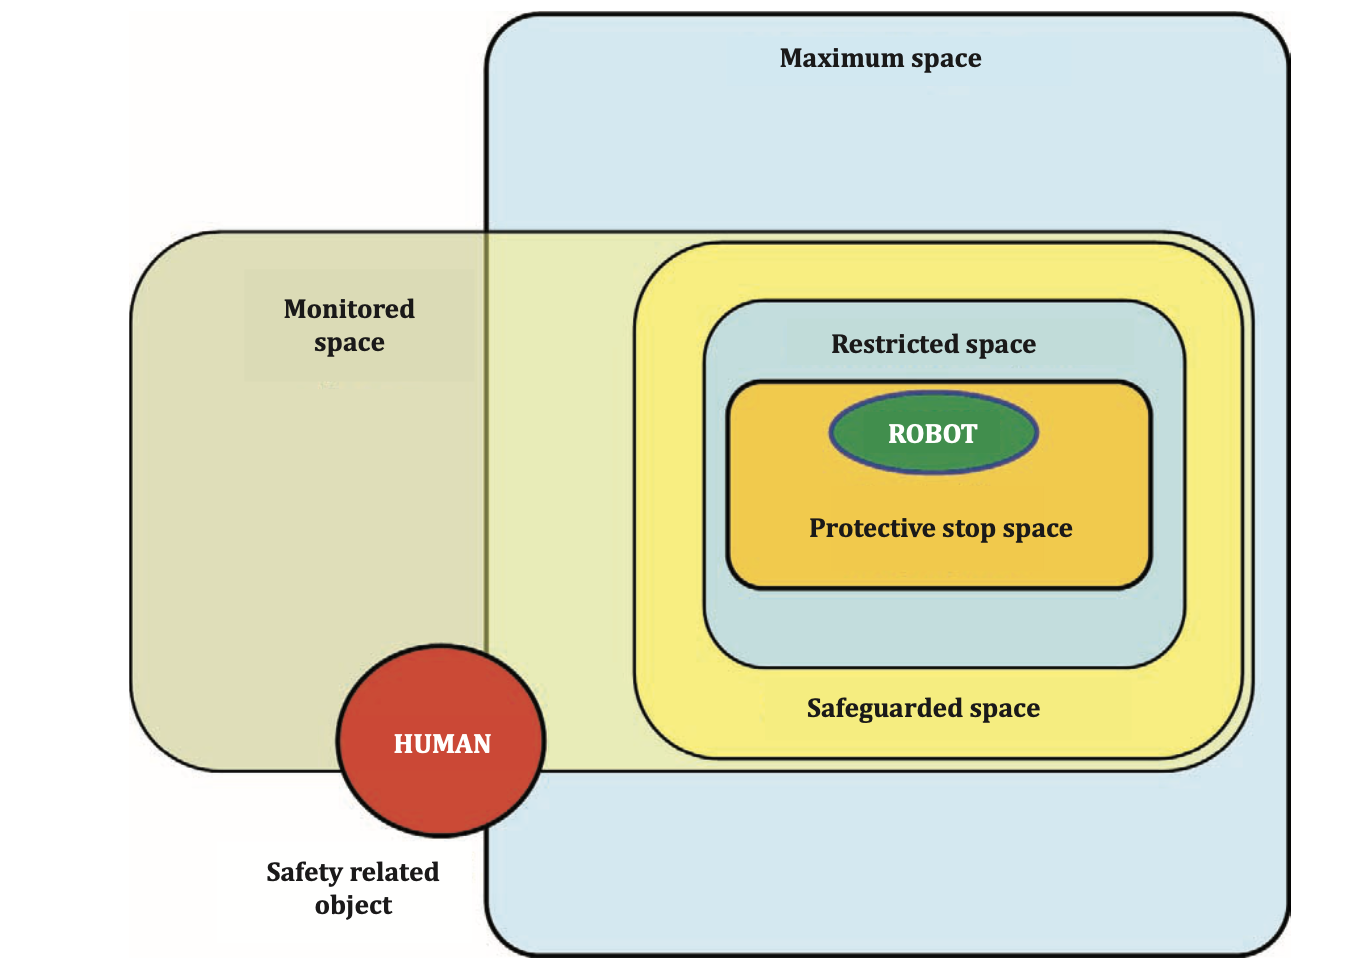 Maximum space
Monitored
space
Restricted space
ROBOT
Protective stop space
Safeguarded space
HUMAN
Safety related
object